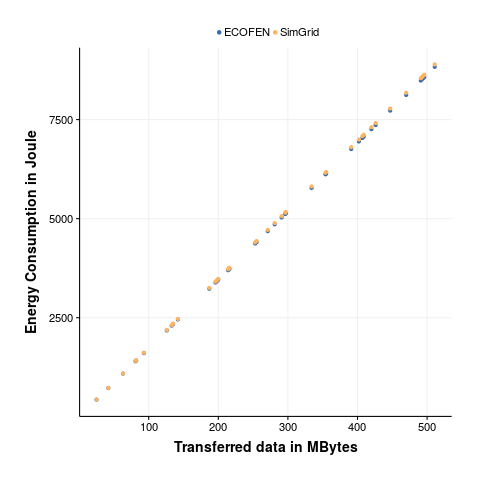 ECOFEN SimGrid
Energy Consumption in Joule
7500
5000
2500
100 200 300 400 500
Transferred data in MBytes